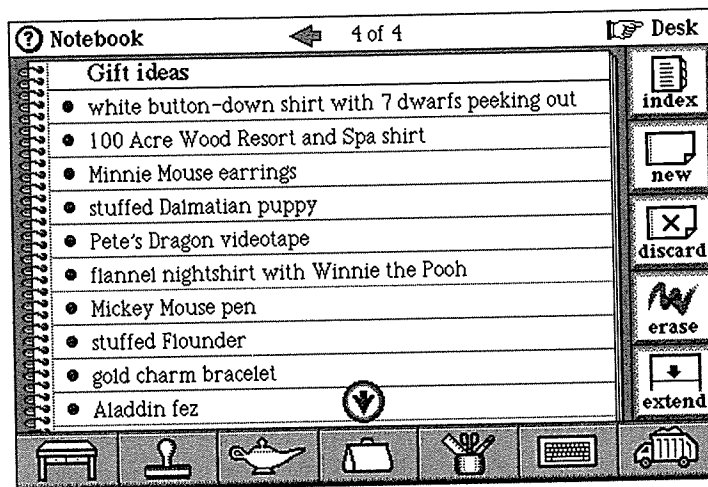 ? Notebook 4 of 4 Desk
Gift ideas
• white button-down shirt with 7 dwarfs peeking out
• 100 Acre Wood Resort and Spa shirt
• Minnie Mouse earrings
• stuffed Dalmatian puppy
• Pete's Dragon videotape
• flannel nightshirt with Winnie the Pooh
• Mickey Mouse pen
• stuffed Flounder
• gold charm bracelet
• Aladdin fez
index
new
discard
erase
extend